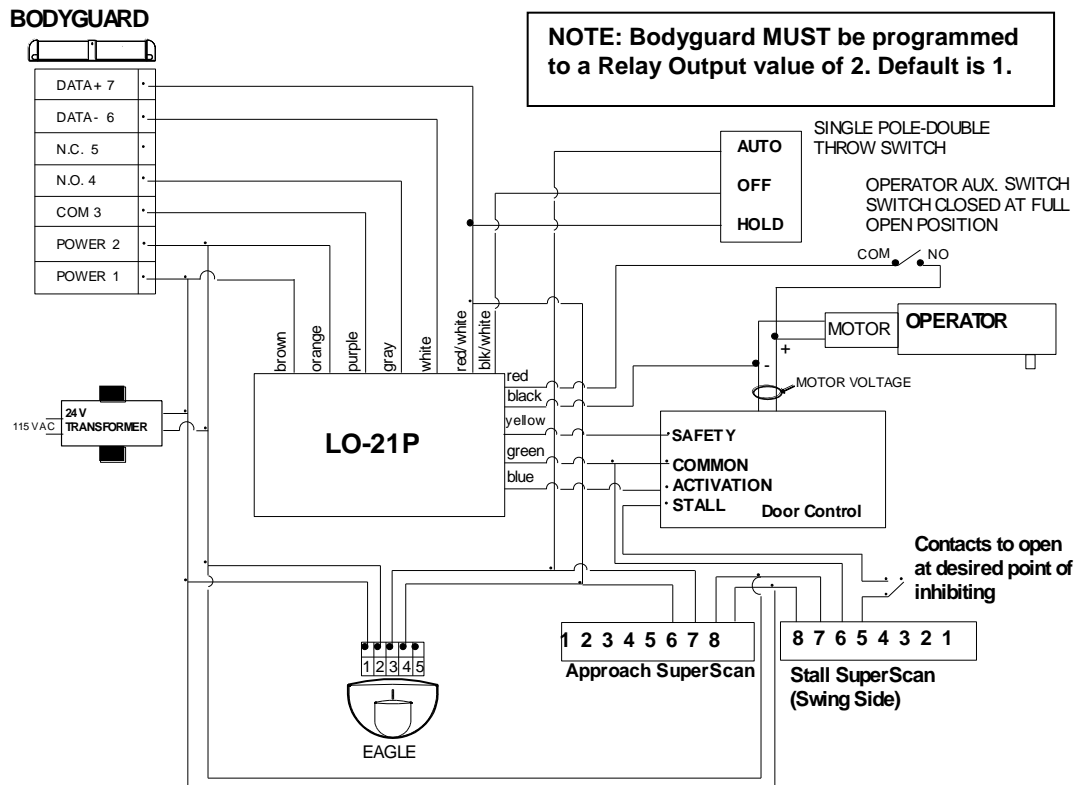 BODYGUARD
NOTE: Bodyguard MUST be programmed
to a Relay Output value of 2. Default is 1.
DATA+ 7
DATA- 6
N.C. 5
N.O. 4
COM 3
POWER 2
POWER 1
AUTO
OFF
HOLD
SINGLE POLE-DOUBLE
THROW SWITCH
OPERATOR AUX. SWITCH
SWITCH CLOSED AT FULL
OPEN POSITION
COM
NO
MOTOR
OPERATOR
+
-
MOTOR VOLTAGE
brown
orange
purple
gray
white
red/white
blk/white
red
black
yellow
green
blue
LO-21P
115 VAC
24V
TRANSFORMER
SAFETY
COMMON
ACTIVATION
STALL
Door Control
Contacts to open
at desired point of
inhibiting
1 2 3 4 5 6 7 8
Approach SuperScan
8 7 6 5 4 3 2 1
Stall SuperScan
(Swing Side)
1 2 3 4 5
EAGLE